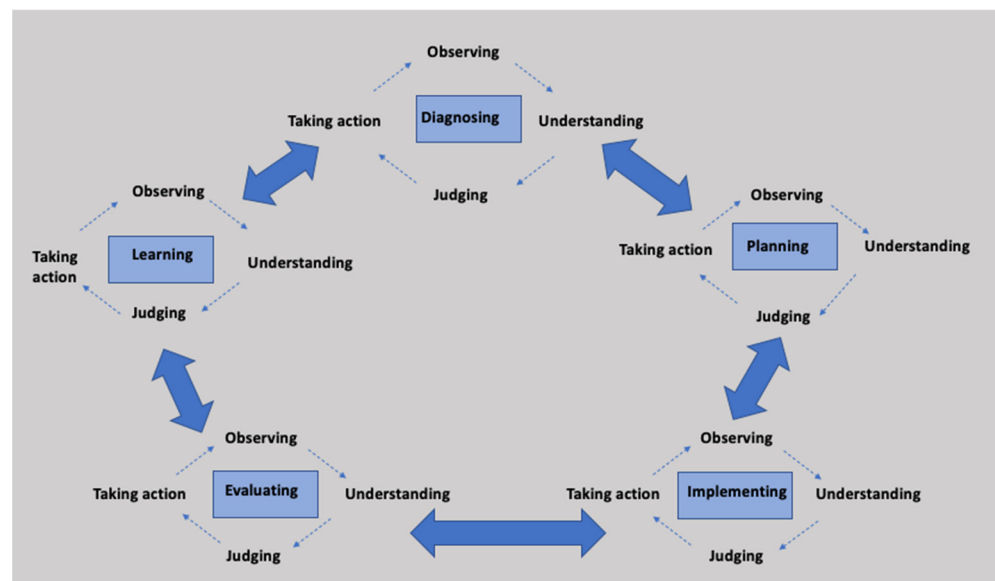 Observing
Taking action
Diagnosing
Understanding
Judging
Observing
Taking
action
Learning
Understanding
Judging
Observing
Taking action
Planning
Understanding
Judging
Observing
Taking action
Evaluating
Understanding
Judging
Observing
Taking action
Implementing
Understanding
Judging